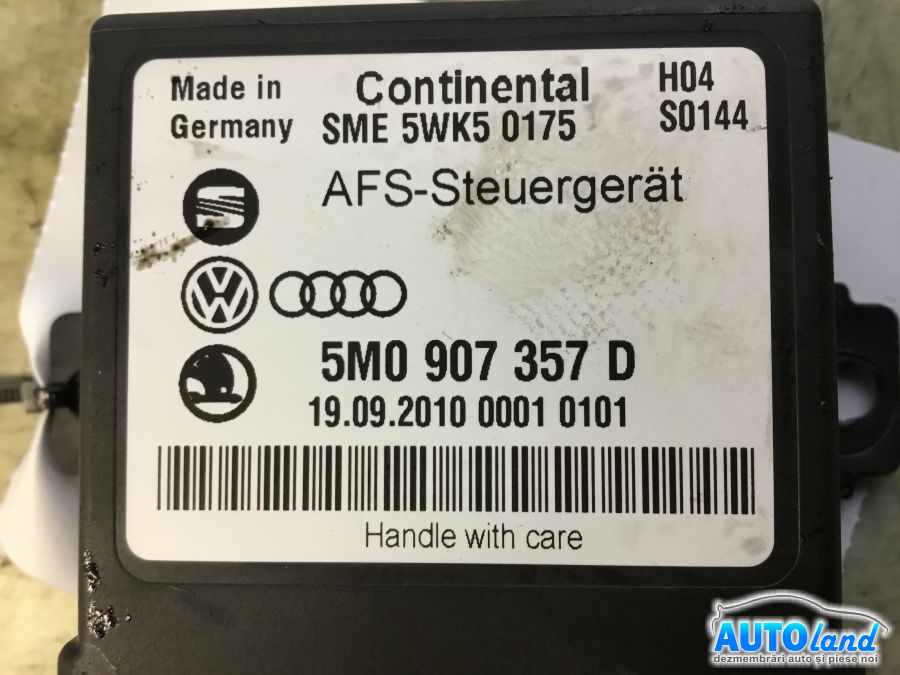 Made in
Germany
Continental
SME 5WK5 0175
H04
S0144
AFS-Steuergerät
5M0 907 357 D
19.09.2010 0001 0101
Handle with care
AUTOland
dezmembrări auto și piese noi